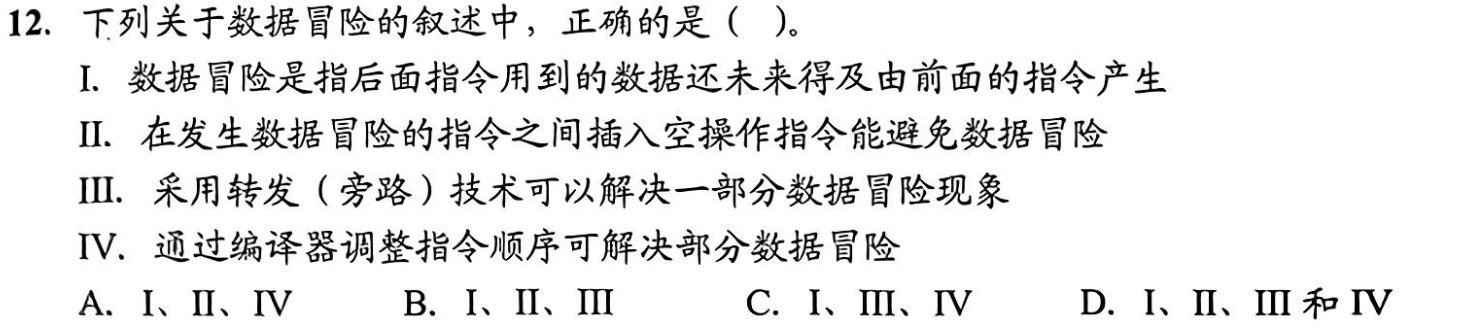 12. 下列关于数据冒险的叙述中，正确的是（ ）。
I. 数据冒险是指后面指令用到的数据还未来得及由前面的指令产生
II. 在发生数据冒险的指令之间插入空操作指令能避免数据冒险
III. 采用转发（旁路）技术可以解决一部分数据冒险现象
IV. 通过编译器调整指令顺序可解决部分数据冒险
A. I、II、IV B. I、II、III C. I、III、IV D. I、II、III 和 IV